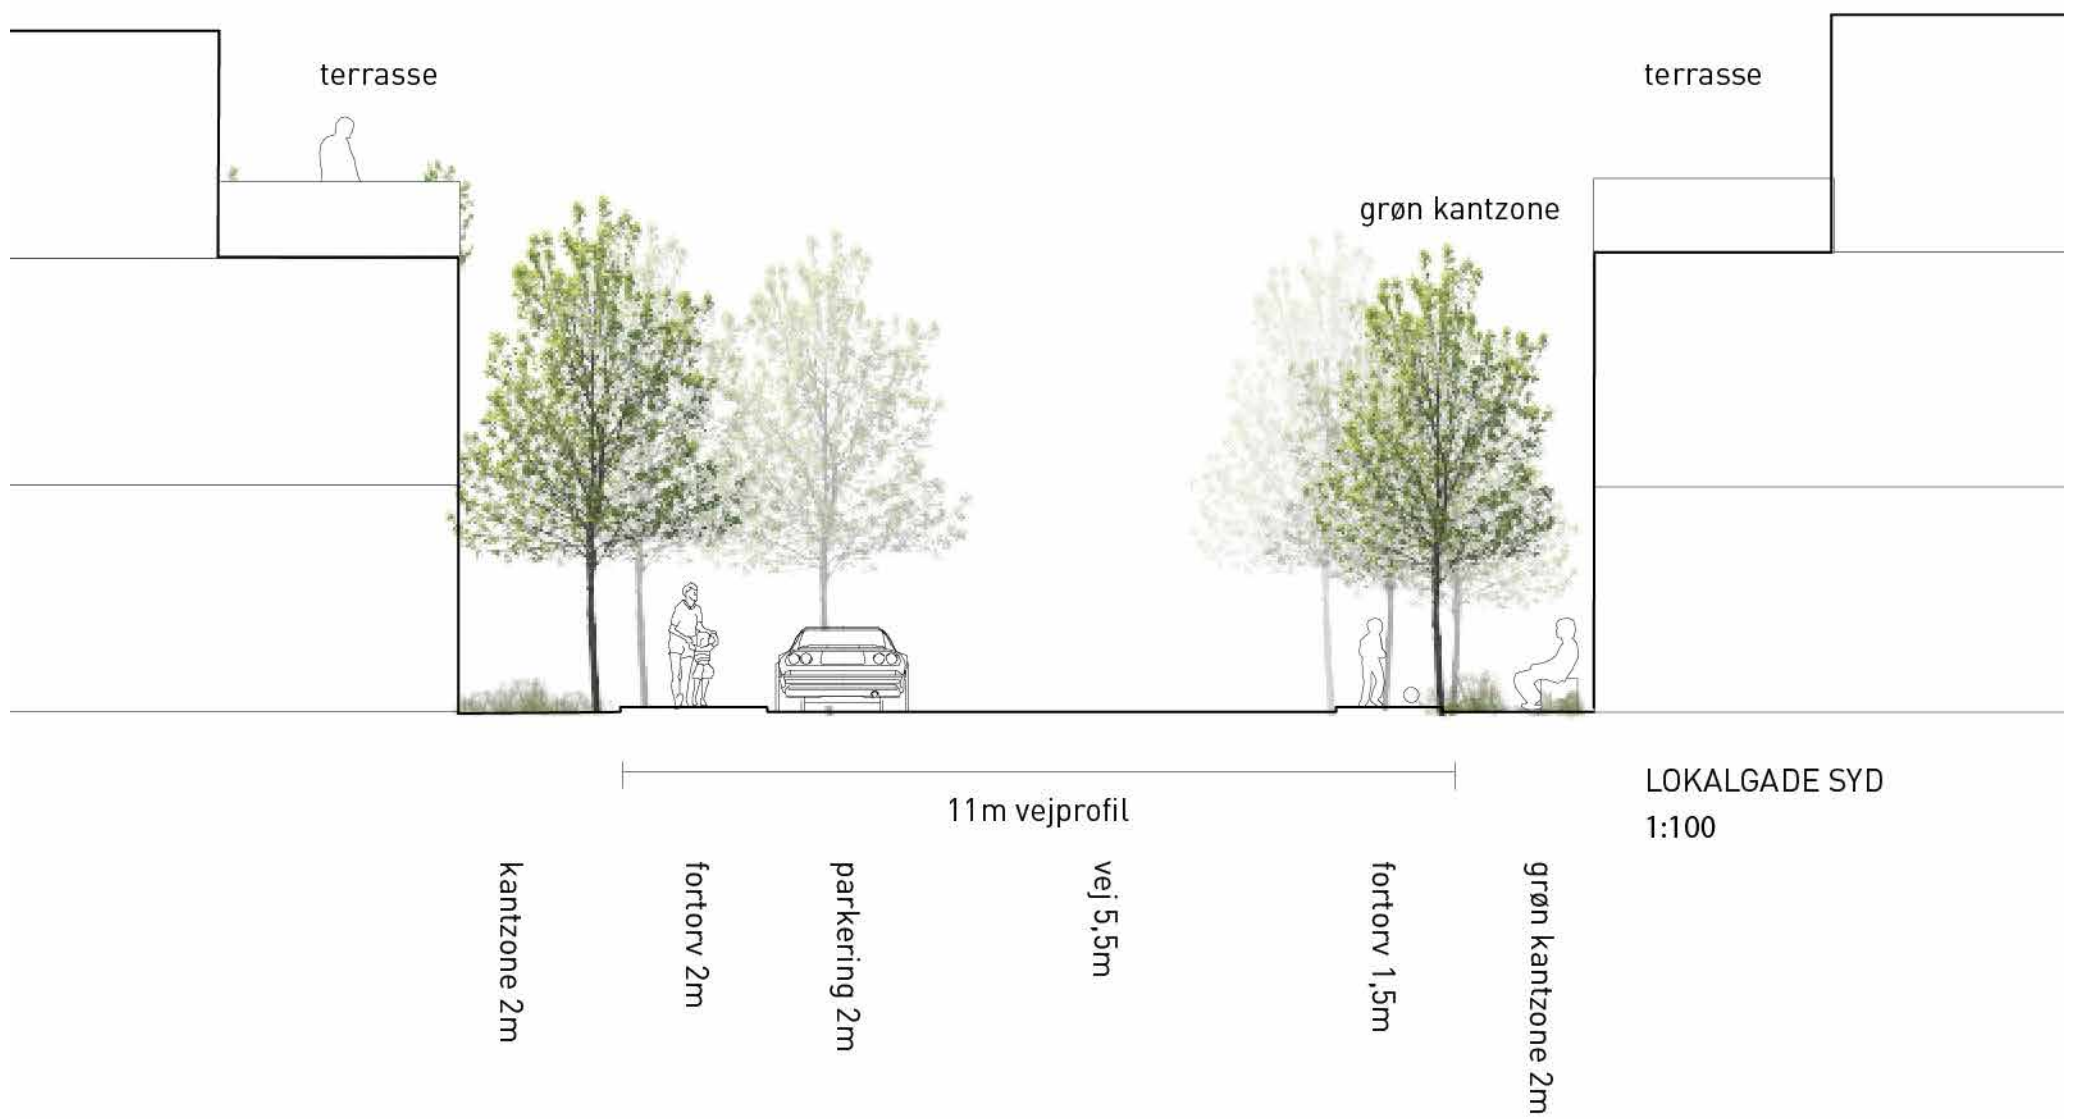 terrasse
terrasse
grøn kantzone
11m vejprofil
LOKALGADE SYD
1:100
kantzone 2m
fortorv 2m
parkering 2m
vej 5,5m
fortorv 1,5m
grøn kantzone 2m